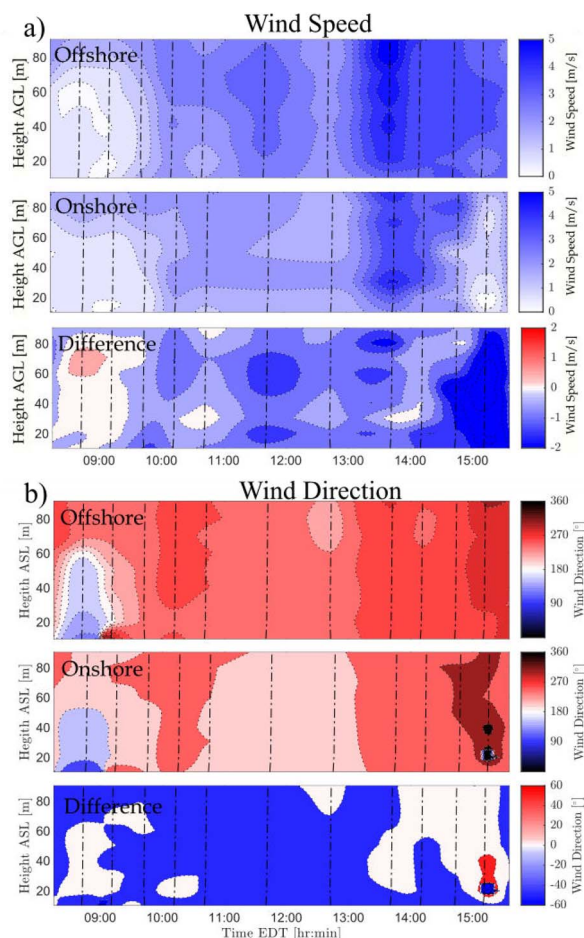 Wind Speed
a)
Offshore
Height AGL [m]
80
60
40
20
5
4
3
2
1
0
Wind Speed [m/s]
Onshore
Height AGL [m]
80
60
40
20
5
4
3
2
1
0
Wind Speed [m/s]
Difference
Height AGL [m]
80
60
40
20
2
1
0
-1
-2
Wind Speed [m/s]
09:00 10:00 11:00 12:00 13:00 14:00 15:00
b)
Wind Direction
Offshore
Hegith ASL [m]
80
60
40
20
360
270
180
90
Wind Direction [°]
Onshore
Hegith ASL [m]
80
60
40
20
360
270
180
90
Wind Direction [°]
Difference
Hegith ASL [m]
80
60
40
20
60
40
20
0
-20
-40
-60
Wind Direction [°]
09:00 10:00 11:00 12:00 13:00 14:00 15:00
Time EDT [hr:min]